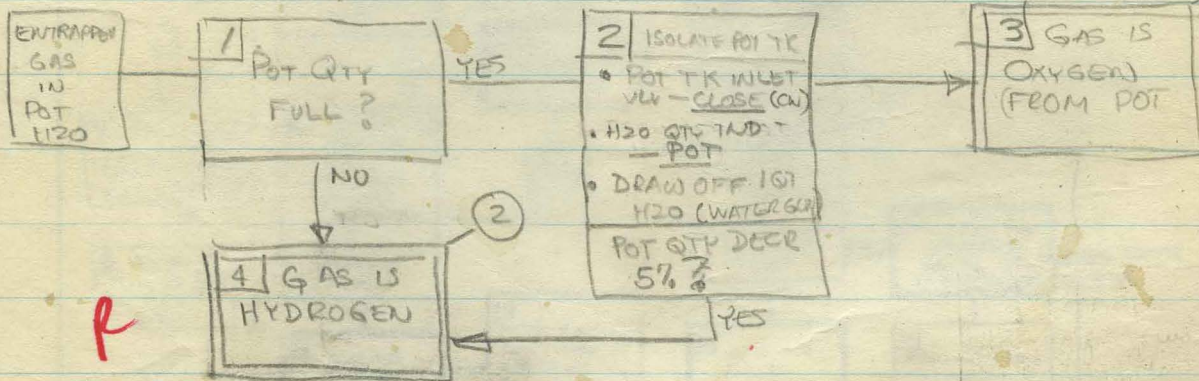 ENTRAPPED
GAS
IN
POT
H2O
1
POT QTY
FULL ?
YES
NO
2
ISOLATE POT TK
• POT TK INLET
VLV — CLOSE (CW)
• H2O QTY IND —
— POT
• DRAW OFF
H2O (WATER GUN)
POT QTY DECR
5% ?
YES
3
GAS IS
OXYGEN
(FROM POT
2
4
GAS IS
HYDROGEN
R